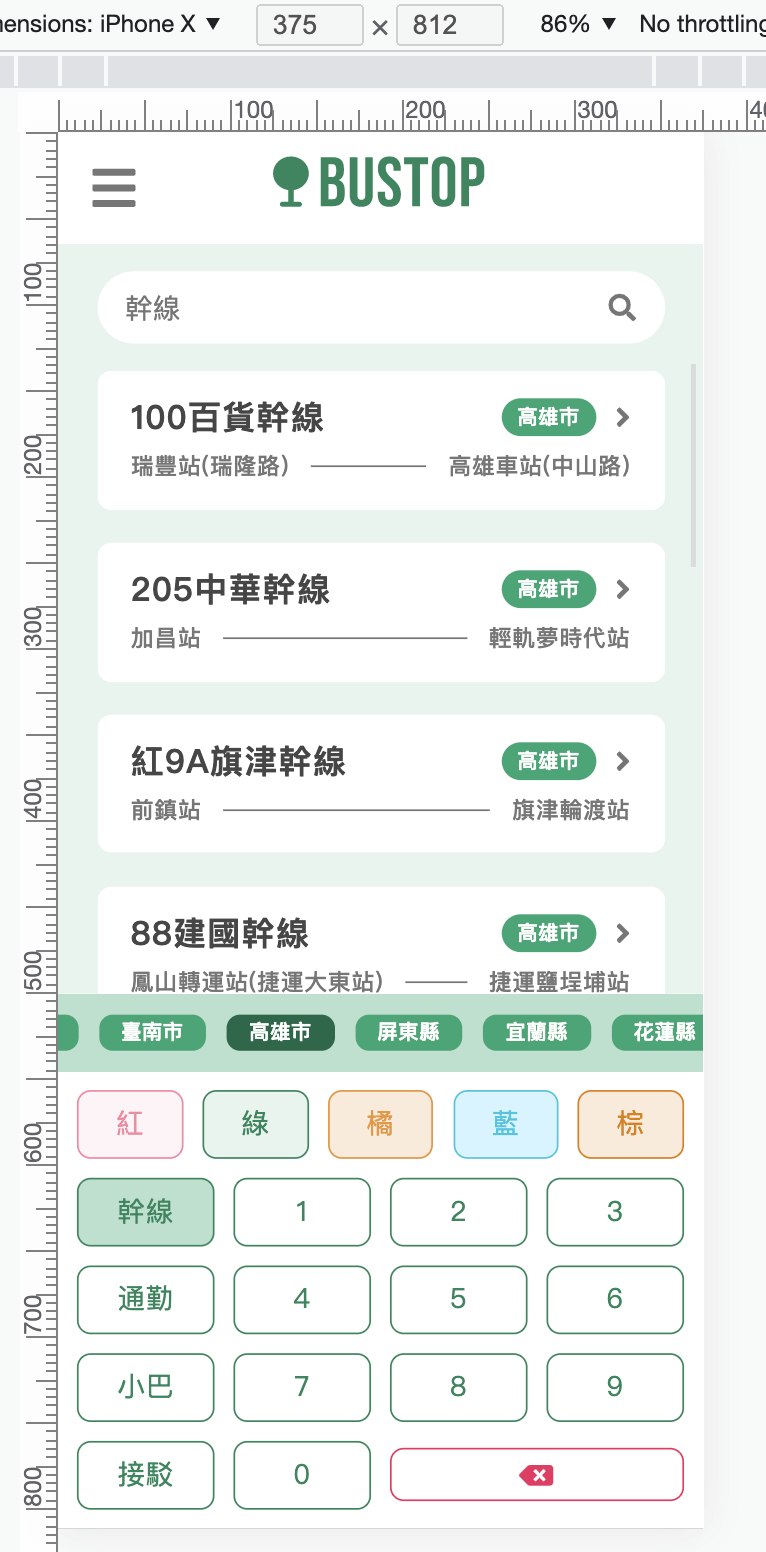 mensions: iPhone X ▼ 375 × 812 86% ▼ No throttling
100 200 300
BUSTOP
幹線
100百貨幹線 高雄市
瑞豐站(瑞隆路) 高雄車站(中山路)
205中華幹線 高雄市
加昌站 輕軌夢時代站
紅9A旗津幹線 高雄市
前鎮站 旗津輪渡站
88建國幹線 高雄市
鳳山轉運站(捷運大東站) 捷運鹽埕埔站
臺南市 高雄市 屏東縣 宜蘭縣 花蓮縣
紅 綠 橘 藍 棕
幹線 1 2 3
通勤 4 5 6
小巴 7 8 9
接駁 0
100
200
300
400
500
600
700
800